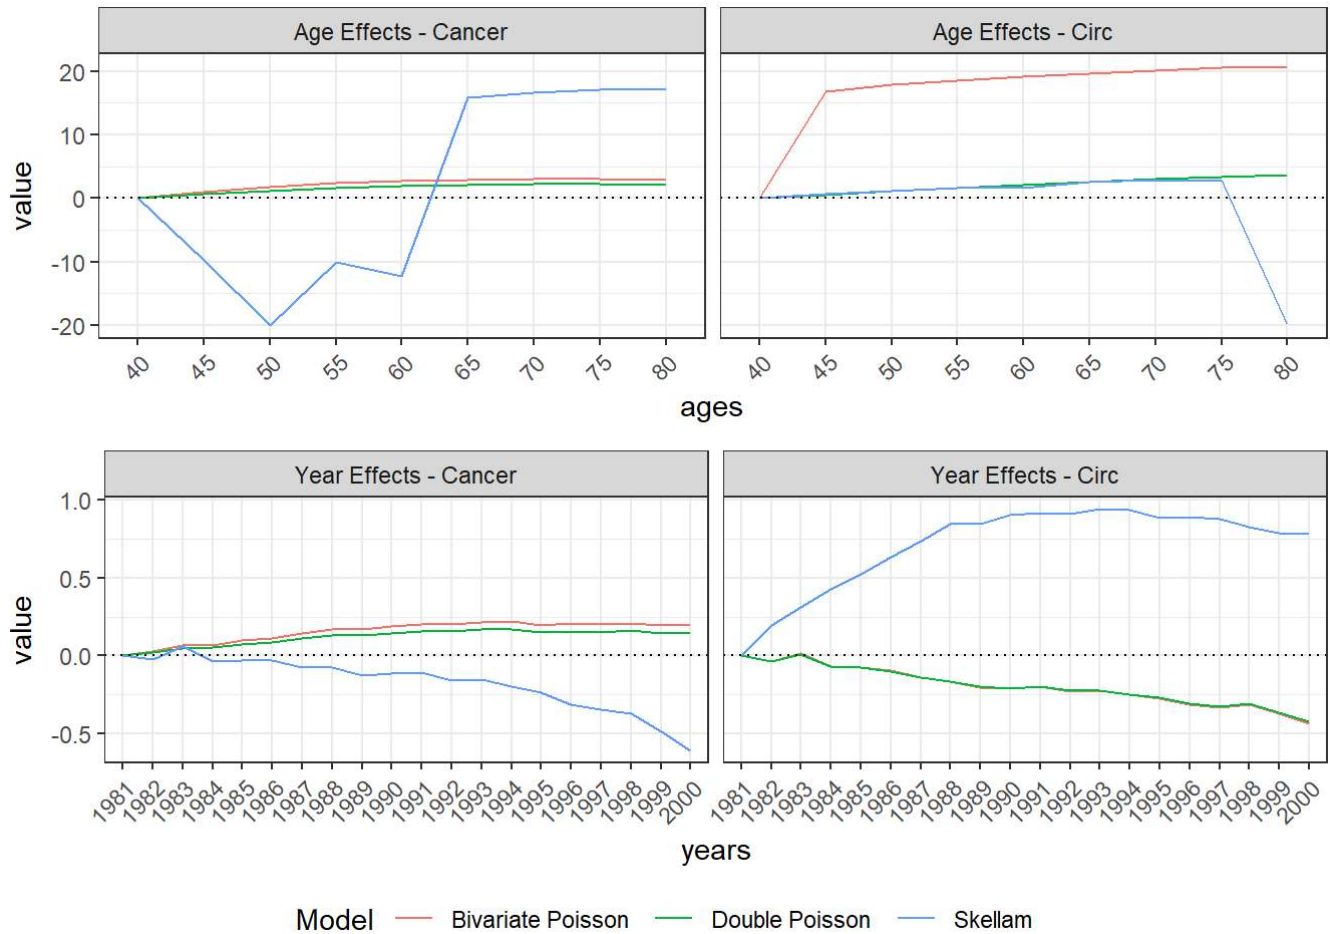 Age Effects - Cancer
Age Effects - Circ
value
20
10
0
-10
-20
40 45 50 55 60 65 70 75 80
40 45 50 55 60 65 70 75 80
ages
Year Effects - Cancer
Year Effects - Circ
value
1.0
0.5
0.0
-0.5
1981 1982 1983 1984 1985 1986 1987 1988 1989 1990 1991 1992 1993 1994 1995 1996 1997 1998 1999 2000
1981 1982 1983 1984 1985 1986 1987 1988 1989 1990 1991 1992 1993 1994 1995 1996 1997 1998 1999 2000
years
Model Bivariate Poisson Double Poisson Skellam